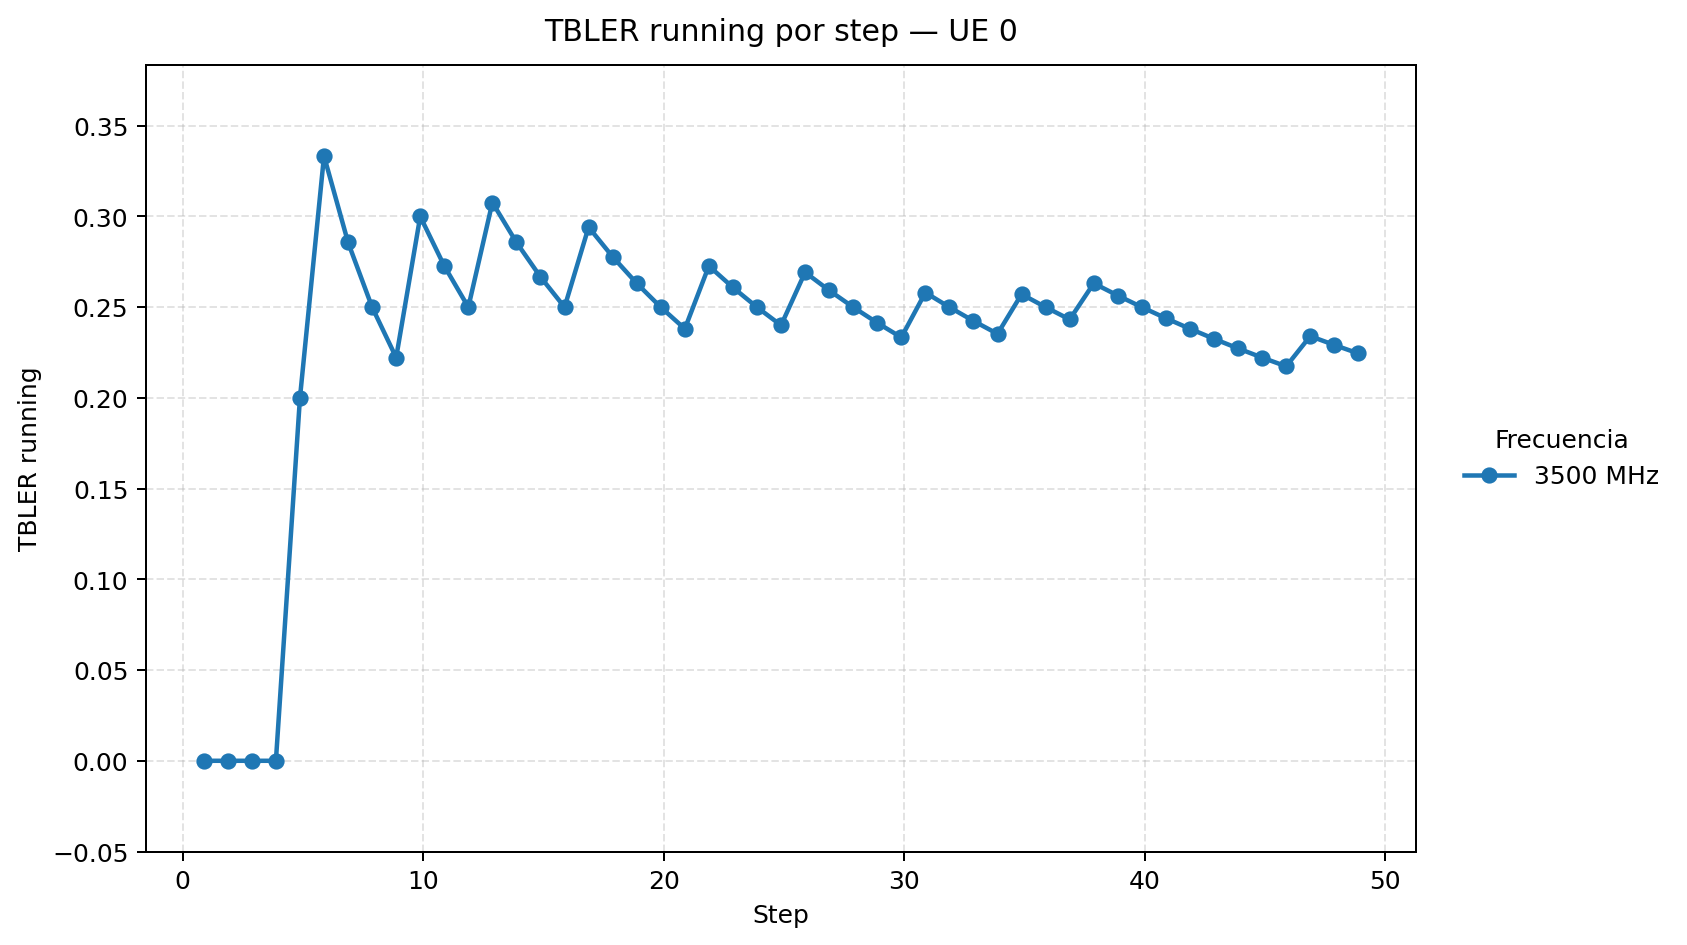 TBLER running por step — UE 0
TBLER running
0.35
0.30
0.25
0.20
0.15
0.10
0.05
0.00
−0.05
0 10 20 30 40 50
Step
Frecuencia
3500 MHz